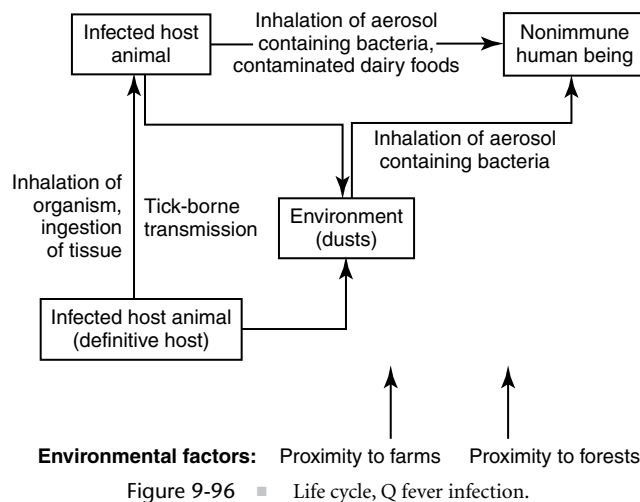 Infected host
animal
Inhalation of aerosol
containing bacteria,
contaminated dairy foods
Nonimmune
human being
Inhalation of aerosol
containing bacteria
Inhalation of
organism,
ingestion
of tissue
Tick-borne
transmission
Environment
(dusts)
Infected host animal
(definitive host)
Environmental factors: Proximity to farms Proximity to forests
Figure 9-96 ■ Life cycle, Q fever infection.